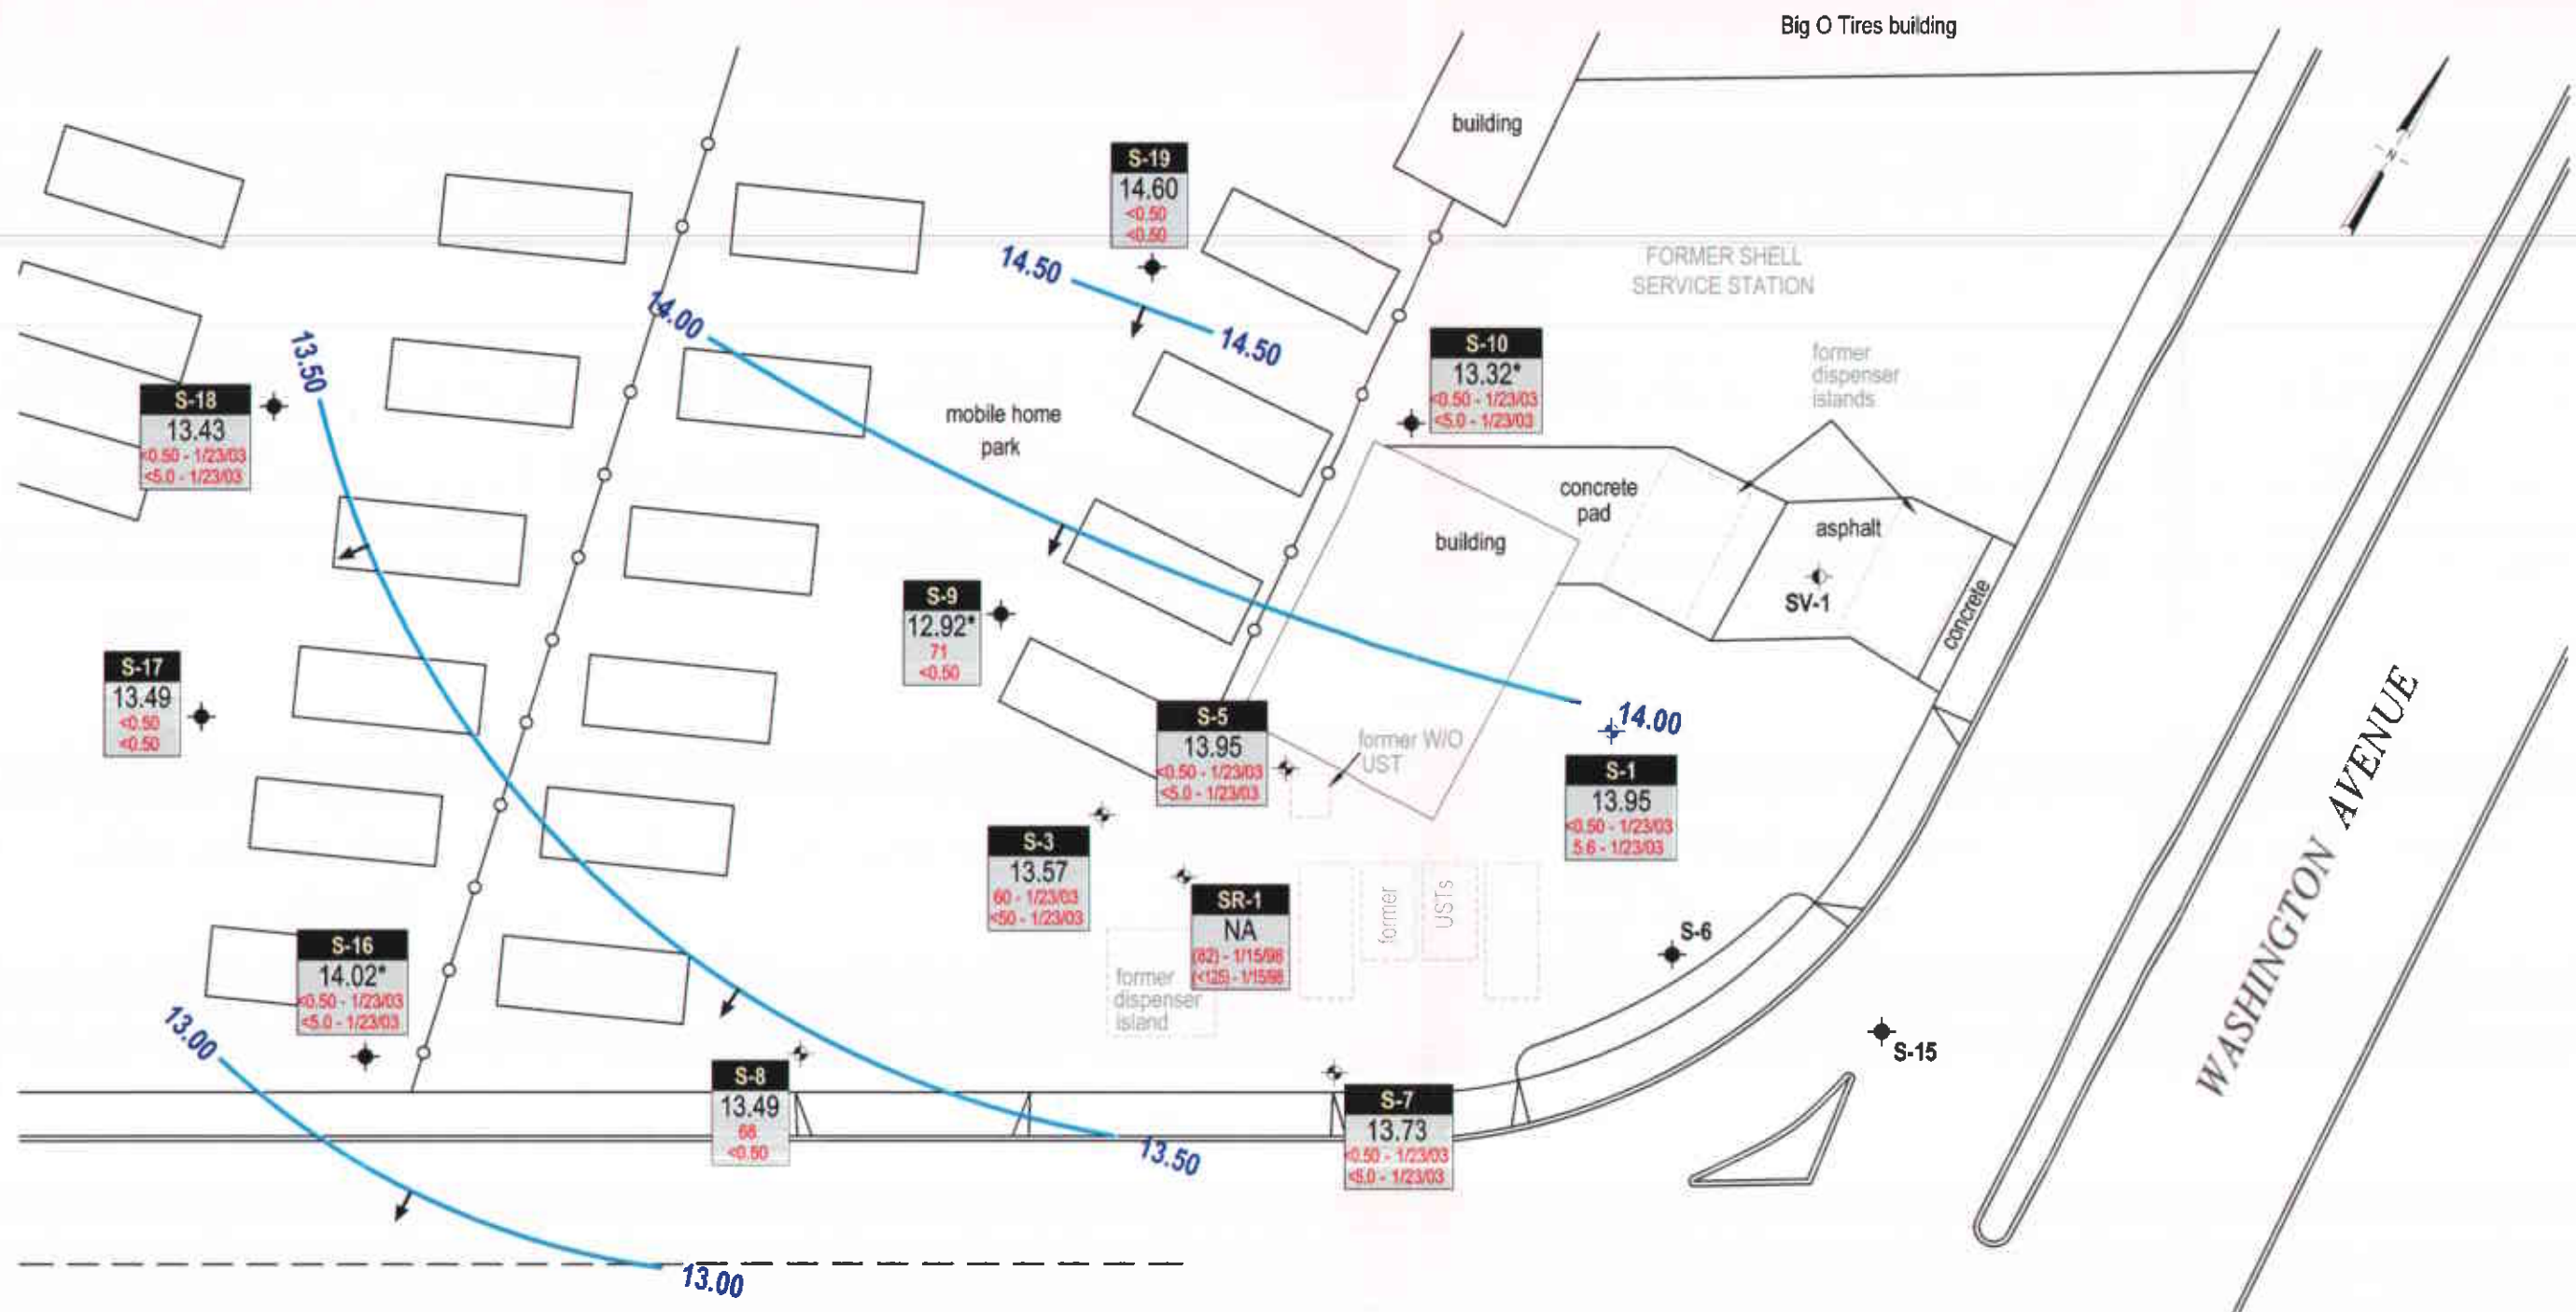 Big O Tires building
building
S-19
14.60
<0.50
<0.50
N
FORMER SHELL
SERVICE STATION
14.50
14.50
14.00
13.50
S-10
13.32*
<0.50 - 1/23/03
<5.0 - 1/23/03
former
dispenser
islands
S-18
13.43
<0.50 - 1/23/03
<5.0 - 1/23/03
mobile home
park
concrete
pad
building
asphalt
SV-1
concrete
S-9
12.92*
71
<0.50
S-17
13.49
<0.50
<0.50
S-5
13.95
<0.50 - 1/23/03
<5.0 - 1/23/03
former W/O
UST
14.00
S-1
13.95
<0.50 - 1/23/03
5.6 - 1/23/03
WASHINGTON AVENUE
S-3
13.57
60 - 1/23/03
<50 - 1/23/03
SR-1
NA
(82) - 1/15/98
(<125) - 1/15/98
former
USTs
S-6
S-16
14.02*
<0.50 - 1/23/03
<5.0 - 1/23/03
former
dispenser
island
13.00
S-15
S-8
13.49
68
<0.50
S-7
13.73
<0.50 - 1/23/03
<5.0 - 1/23/03
13.50
13.00